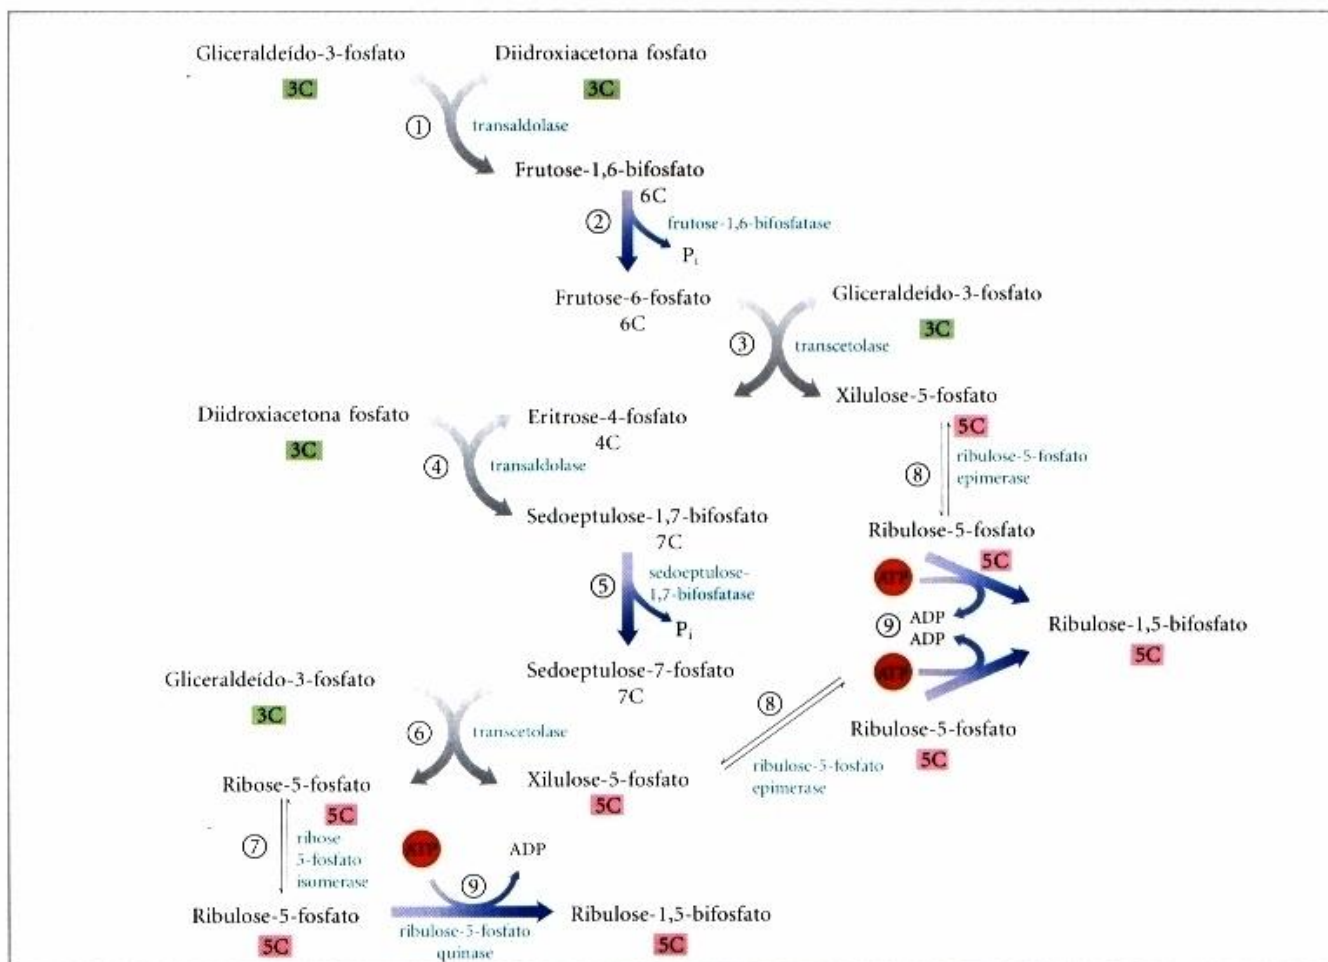 Gliceraldeído-3-fosfato
3C
Diidroxiacetona fosfato
3C
① transaldolase
Frutose-1,6-bifosfato
6C
② frutose-1,6-bifosfatase
Pi
Frutose-6-fosfato
6C
Gliceraldeído-3-fosfato
3C
③ transcetolase
Diidroxiacetona fosfato
3C
Eritrose-4-fosfato
4C
Xilulose-5-fosfato
5C
④ transaldolase
⑧ ribulose-5-fosfato
epimerase
Sedoeptulose-1,7-bifosfato
7C
Ribulose-5-fosfato
5C
⑤ sedoeptulose-
1,7-bifosfatase
Pi
ATP
ADP
⑨
ADP
ATP
Ribulose-1,5-bifosfato
5C
Gliceraldeído-3-fosfato
3C
Sedoeptulose-7-fosfato
7C
Ribulose-5-fosfato
5C
⑥ transcetolase
⑧
ribulose-5-fosfato
epimerase
Ribose-5-fosfato
5C
Xilulose-5-fosfato
5C
⑦ ribose
5-fosfato
isomerase
ATP
ADP
⑨
Ribulose-5-fosfato
5C
ribulose-5-fosfato
quinase
Ribulose-1,5-bifosfato
5C